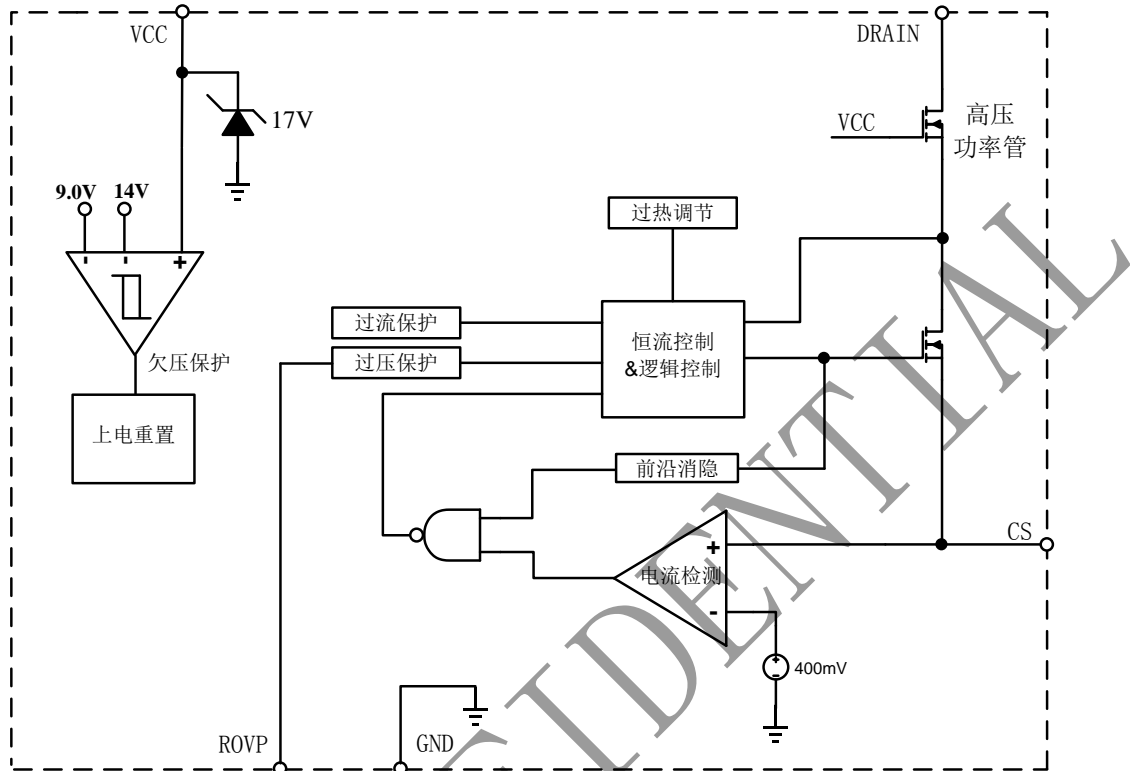 VCC
DRAIN
17V
VCC
高压
功率管
9.0V
14V
-
-
+
过热调节
过流保护
过压保护
恒流控制
&逻辑控制
欠压保护
上电重置
前沿消隐
CS
+
电流检测
-
+
-
400mV
ROVP
GND
FIDENTIAL